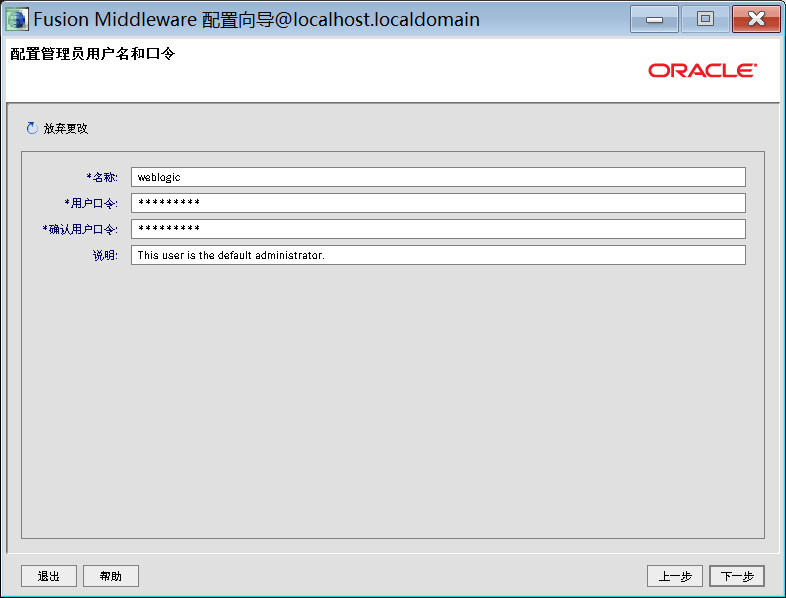 Fusion Middleware 配置向导@localhost.localdomain
配置管理员用户名和口令
ORACLE
放弃更改
*名称: weblogic
*用户口令: *********
*确认用户口令: *********
说明: This user is the default administrator.
退出 帮助 上一步 下一步